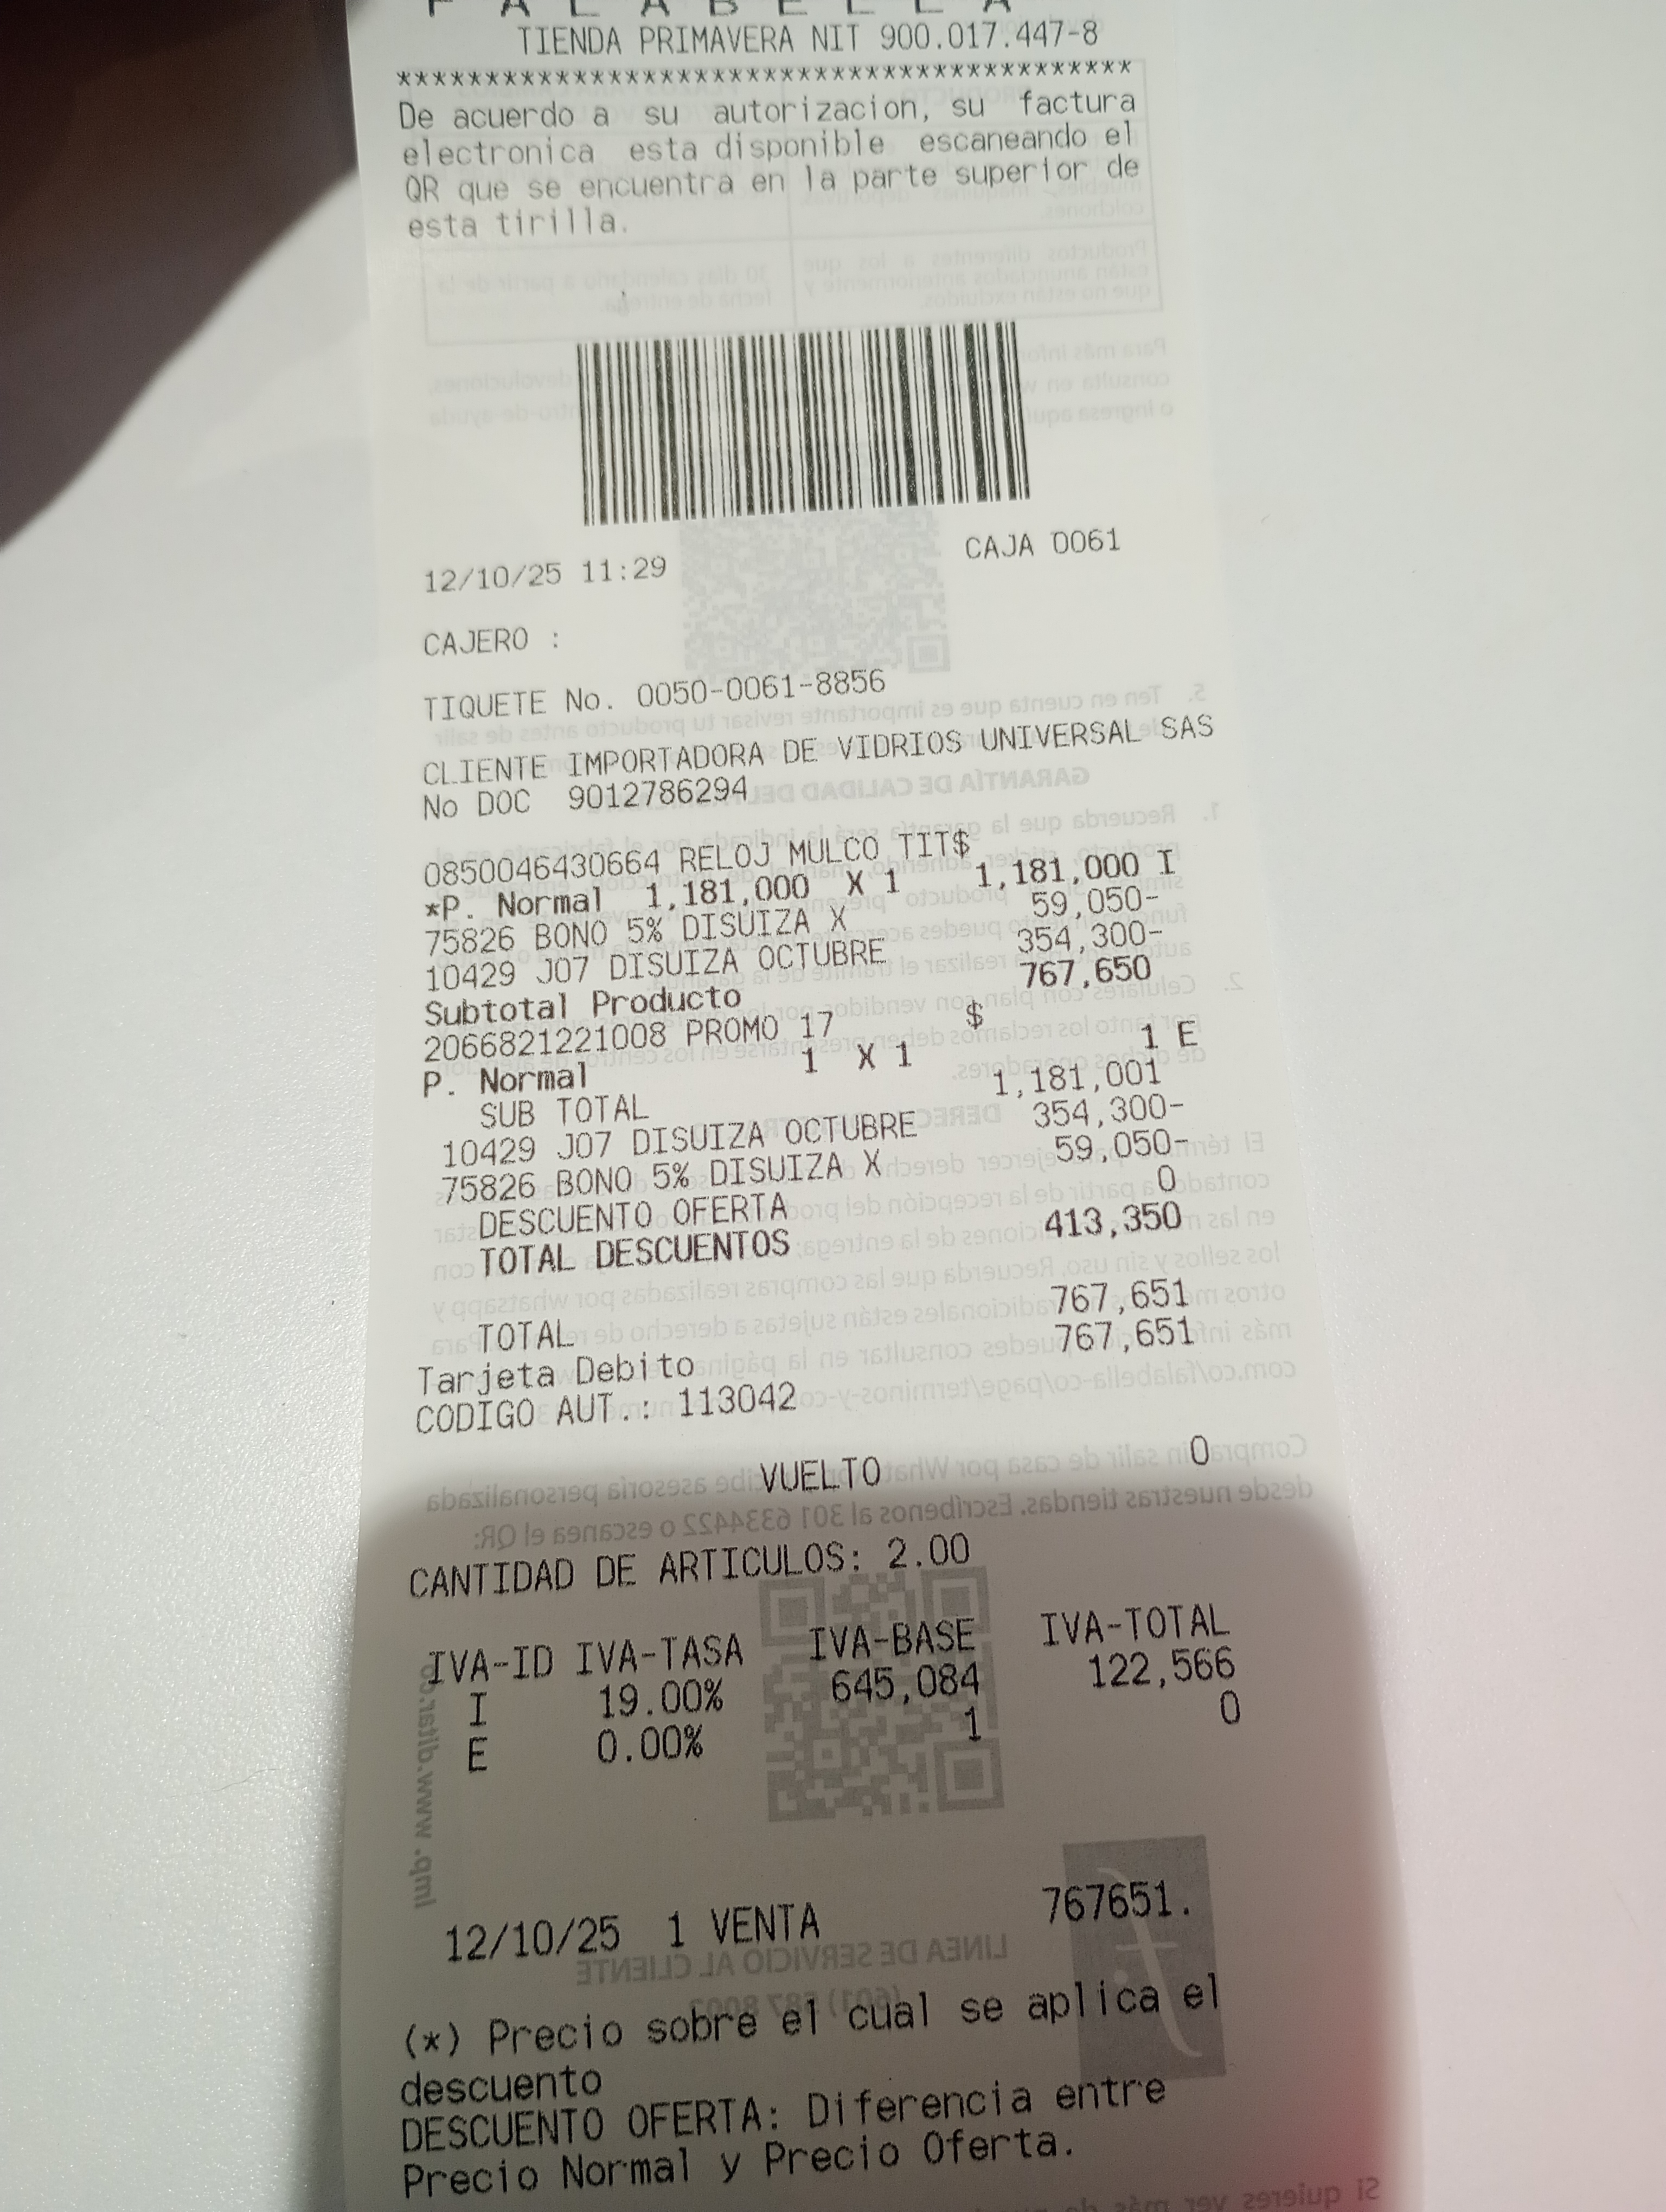 FALABELLA
TIENDA PRIMAVERA NIT 900.017.447-8
******************************************
De acuerdo a su autorizacion, su factura
electronica esta disponible escaneando el
QR que se encuentra en la parte superior de
esta tirilla.
12/10/25 11:29 CAJA 0061
CAJERO :
TIQUETE No. 0050-0061-8856
CLIENTE IMPORTADORA DE VIDRIOS UNIVERSAL SAS
No DOC 9012786294
0850046430664 RELOJ MULCO TIT$
*P. Normal 1,181,000 X 1 1,181,000 I
75826 BONO 5% DISUIZA X 59,050-
10429 J07 DISUIZA OCTUBRE 354,300-
Subtotal Producto 767,650
2066821221008 PROMO 17 $
P. Normal 1 X 1 1 E
SUB TOTAL 1,181,001
10429 J07 DISUIZA OCTUBRE 354,300-
75826 BONO 5% DISUIZA X 59,050-
DESCUENTO OFERTA 0
TOTAL DESCUENTOS 413,350
TOTAL 767,651
Tarjeta Debito 767,651
CODIGO AUT.: 113042
VUELTO 0
CANTIDAD DE ARTICULOS: 2.00
IVA-ID IVA-TASA IVA-BASE IVA-TOTAL
I 19.00% 645,084 122,566
E 0.00% 1 0
12/10/25 1 VENTA 767651.
(*) Precio sobre el cual se aplica el
descuento
DESCUENTO OFERTA: Diferencia entre
Precio Normal y Precio Oferta.